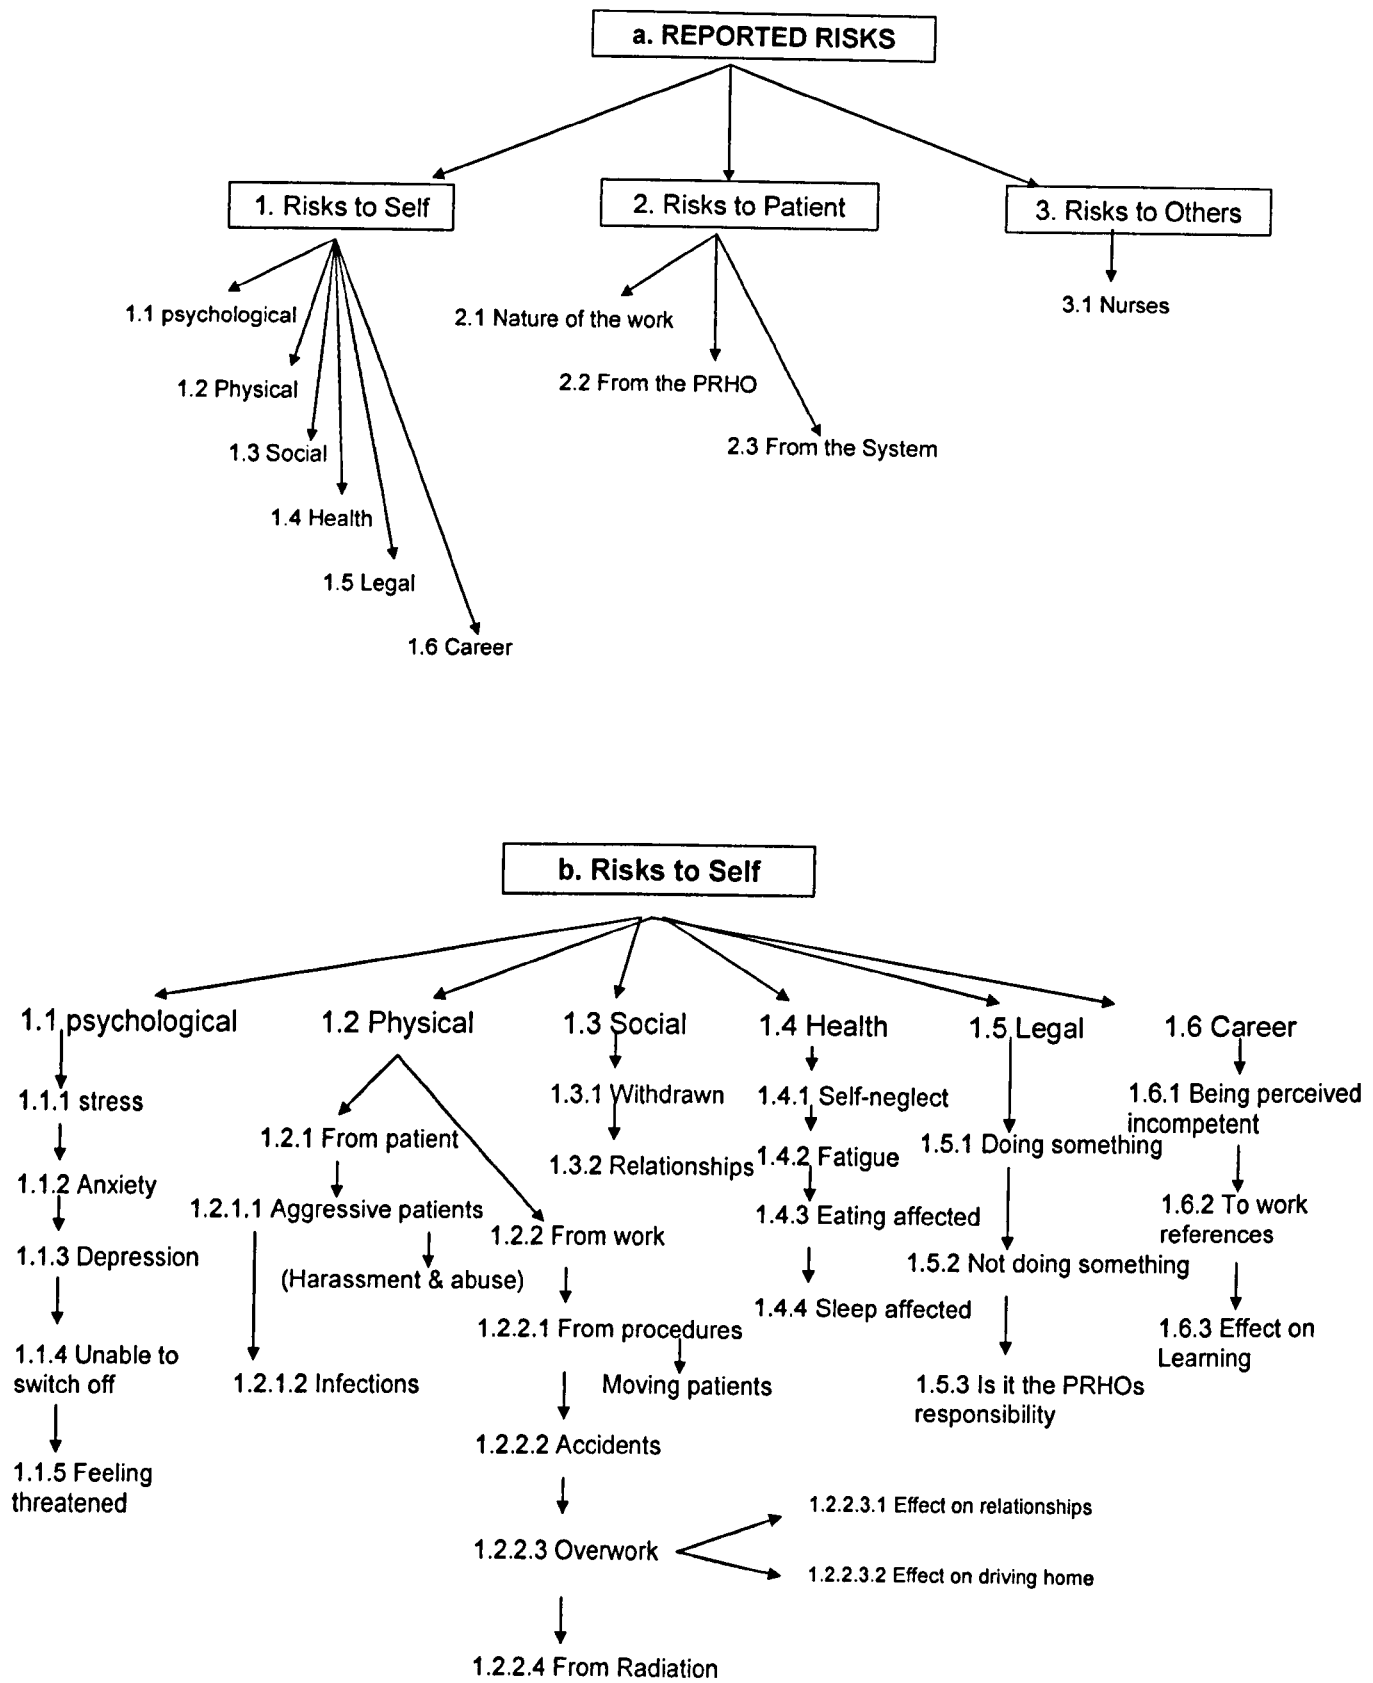 a. REPORTED RISKS
1. Risks to Self
2. Risks to Patient
3. Risks to Others
1.1 psychological
2.1 Nature of the work
3.1 Nurses
1.2 Physical
2.2 From the PRHO
1.3 Social
2.3 From the System
1.4 Health
1.5 Legal
1.6 Career
b. Risks to Self
1.1 psychological
1.2 Physical
1.3 Social
1.4 Health
1.5 Legal
1.6 Career
1.1.1 stress
1.1.2 Anxiety
1.1.3 Depression
1.1.4 Unable to
switch off
1.1.5 Feeling
threatened
1.2.1 From patient
1.2.1.1 Aggressive patients
(Harassment & abuse)
1.2.1.2 Infections
1.2.2 From work
1.2.2.1 From procedures
Moving patients
1.2.2.2 Accidents
1.2.2.3 Overwork
1.2.2.3.1 Effect on relationships
1.2.2.3.2 Effect on driving home
1.2.2.4 From Radiation
1.3.1 Withdrawn
1.3.2 Relationships
1.4.1 Self-neglect
1.4.2 Fatigue
1.4.3 Eating affected
1.4.4 Sleep affected
1.5.1 Doing something
1.5.2 Not doing something
1.5.3 Is it the PRHOs
responsibility
1.6.1 Being perceived
incompetent
1.6.2 To work
references
1.6.3 Effect on
Learning